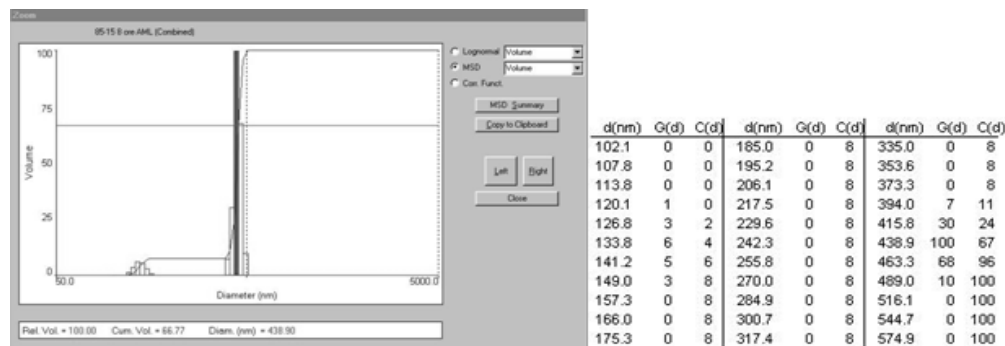 Zoom
85-15 8 ore AML (Combined)
100
75
50
25
0
Volume
50.0 5000.0
Diameter (nm)
Lognormal Volume
MSD Volume
Corr. Funct.
MSD Summary
Copy to Clipboard
Left Right
Close
Rel. Vol. = 100.00 Cum. Vol. = 66.77 Diam. (nm) = 438.90
d(nm) G(d) C(d) d(nm) G(d) C(d) d(nm) G(d) C(d)
102.1 0 0 185.0 0 8 335.0 0 8
107.8 0 0 195.2 0 8 353.6 0 8
113.8 0 0 206.1 0 8 373.3 0 8
120.1 1 0 217.5 0 8 394.0 7 11
126.8 3 2 229.6 0 8 415.8 30 24
133.8 6 4 242.3 0 8 438.9 100 67
141.2 5 6 255.8 0 8 463.3 68 96
149.0 3 8 270.0 0 8 489.0 10 100
157.3 0 8 284.9 0 8 516.1 0 100
166.0 0 8 300.7 0 8 544.7 0 100
175.3 0 8 317.4 0 8 574.9 0 100